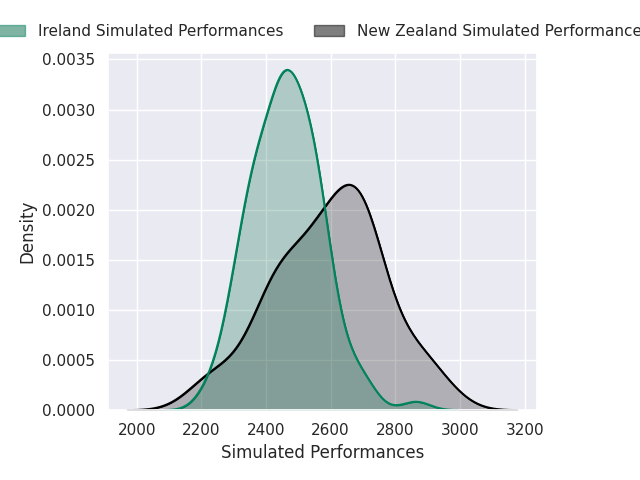 Ireland Simulated Performances
New Zealand Simulated Performance
0.0035
0.0030
0.0025
0.0020
0.0015
0.0010
0.0005
0.0000
Density
2000 2200 2400 2600 2800 3000 3200
Simulated Performances